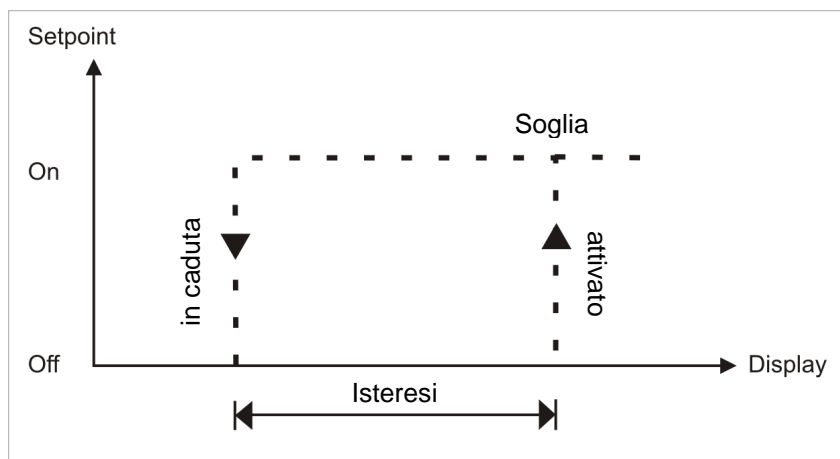 Setpoint
Soglia
On
in caduta
attivato
Off
Display
Isteresi